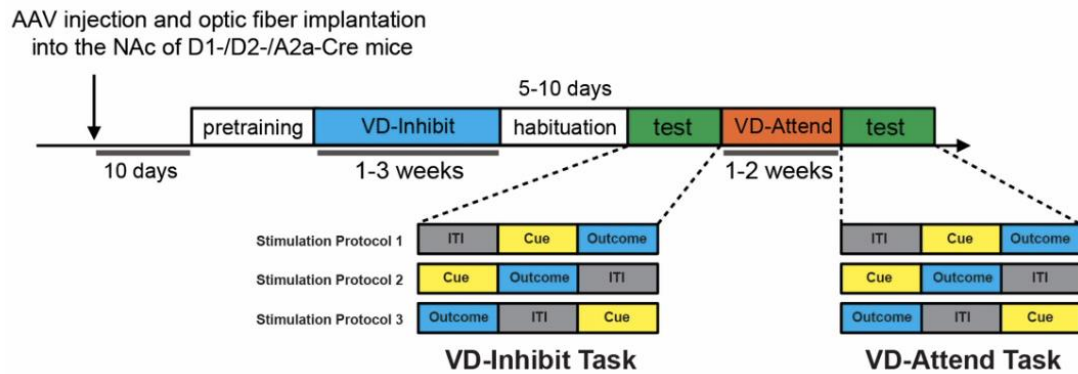 AAV injection and optic fiber implantation
into the NAc of D1-/D2-/A2a-Cre mice
5-10 days
pretraining VD-Inhibit habituation test VD-Attend test
10 days 1-3 weeks 1-2 weeks
Stimulation Protocol 1 ITI Cue Outcome ITI Cue Outcome
Stimulation Protocol 2 Cue Outcome ITI Cue Outcome ITI
Stimulation Protocol 3 Outcome ITI Cue Outcome ITI Cue
VD-Inhibit Task VD-Attend Task